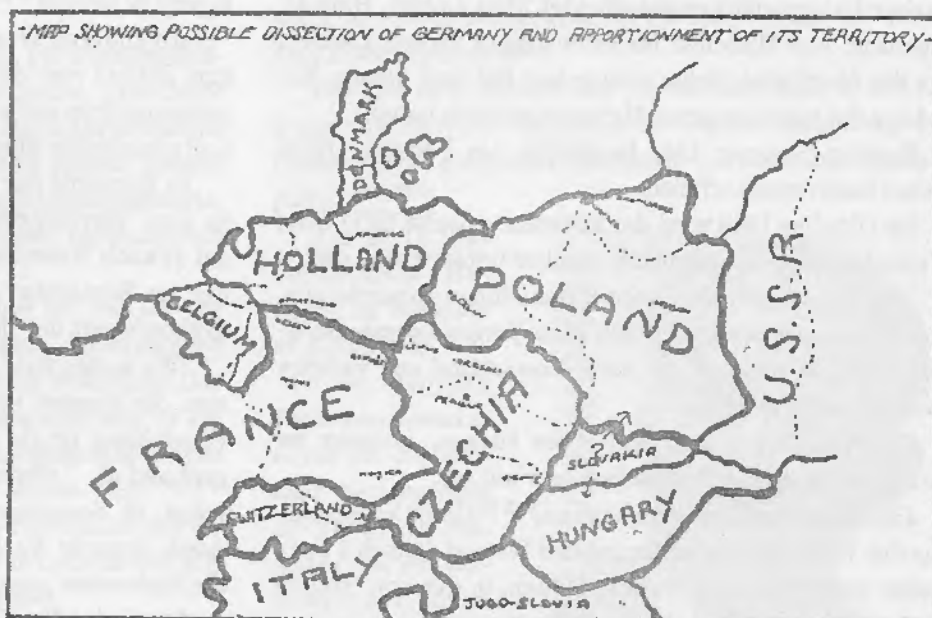 -MAP SHOWING POSSIBLE DISSECTION OF GERMANY AND APPORTIONMENT OF ITS TERRITORY-
DENMARK
HOLLAND
POLAND
U S S R
BELGIUM
FRANCE
CZECHIA
SLOVAKIA
SWITZERLAND
HUNGARY
ITALY
JUGO-SLOVIA